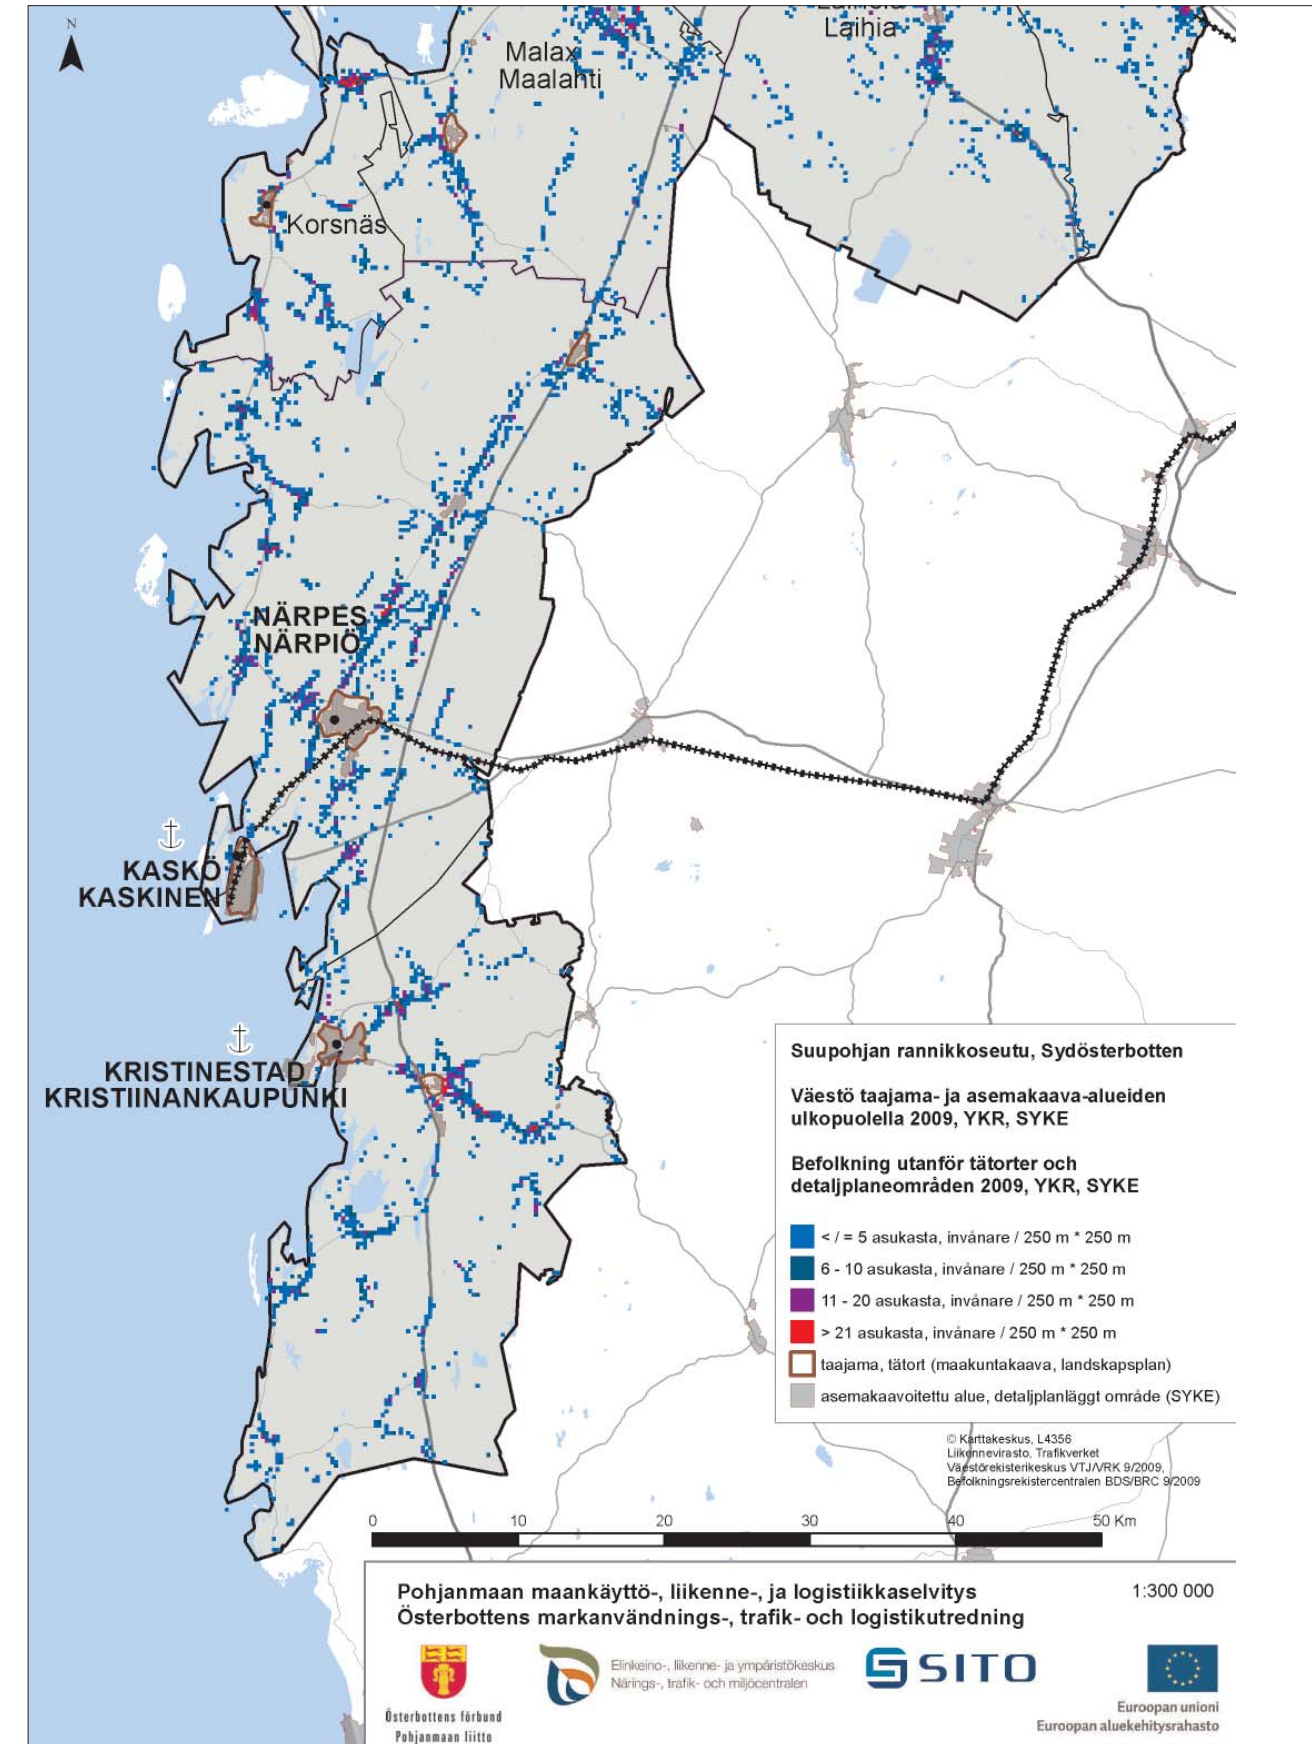 N
Laihela
Laihia
Malax
Maalahti
Korsnäs
NÄRPES
NÄRPIÖ
KASKÖ
KASKINEN
KRISTINESTAD
KRISTIINANKAUPUNKI
Suupohjan rannikkoseutu, Sydösterbotten
Väestö taajama- ja asemakaava-alueiden
ulkopuolella 2009, YKR, SYKE
Befolkning utanför tätorter och
detaljplaneområden 2009, YKR, SYKE
< / = 5 asukasta, invånare / 250 m * 250 m
6 - 10 asukasta, invånare / 250 m * 250 m
11 - 20 asukasta, invånare / 250 m * 250 m
> 21 asukasta, invånare / 250 m * 250 m
taajama, tätort (maakuntakaava, landskapsplan)
asemakaavoitettu alue, detaljplanläggt område (SYKE)
© Karttakeskus, L4356
Liikennevirasto, Trafikverket
Väestörekisterikeskus VTJ/VRK 9/2009,
Befolkningsregistercentralen BDS/BRC 9/2009
0 10 20 30 40 50 Km
Pohjanmaan maankäyttö-, liikenne-, ja logistiikkaselvitys
Österbottens markanvändnings-, trafik- och logistikutredning
1:300 000
Österbottens förbund
Pohjanmaan liitto
Elinkeino-, liikenne- ja ympäristökeskus
Närings-, trafik- och miljöcentralen
SITO
Euroopan unioni
Euroopan aluekehitysrahasto